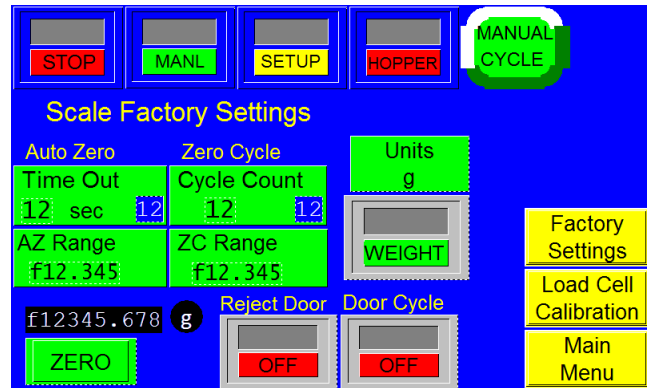 STOP
MANL
SETUP
HOPPER
MANUAL
CYCLE
Scale Factory Settings
Auto Zero
Zero Cycle
Units
g
Time Out
12 sec 12
Cycle Count
12 12
WEIGHT
AZ Range
f12.345
ZC Range
f12.345
Factory
Settings
Load Cell
Calibration
Main
Menu
f12345.678 g
ZERO
Reject Door
OFF
Door Cycle
OFF